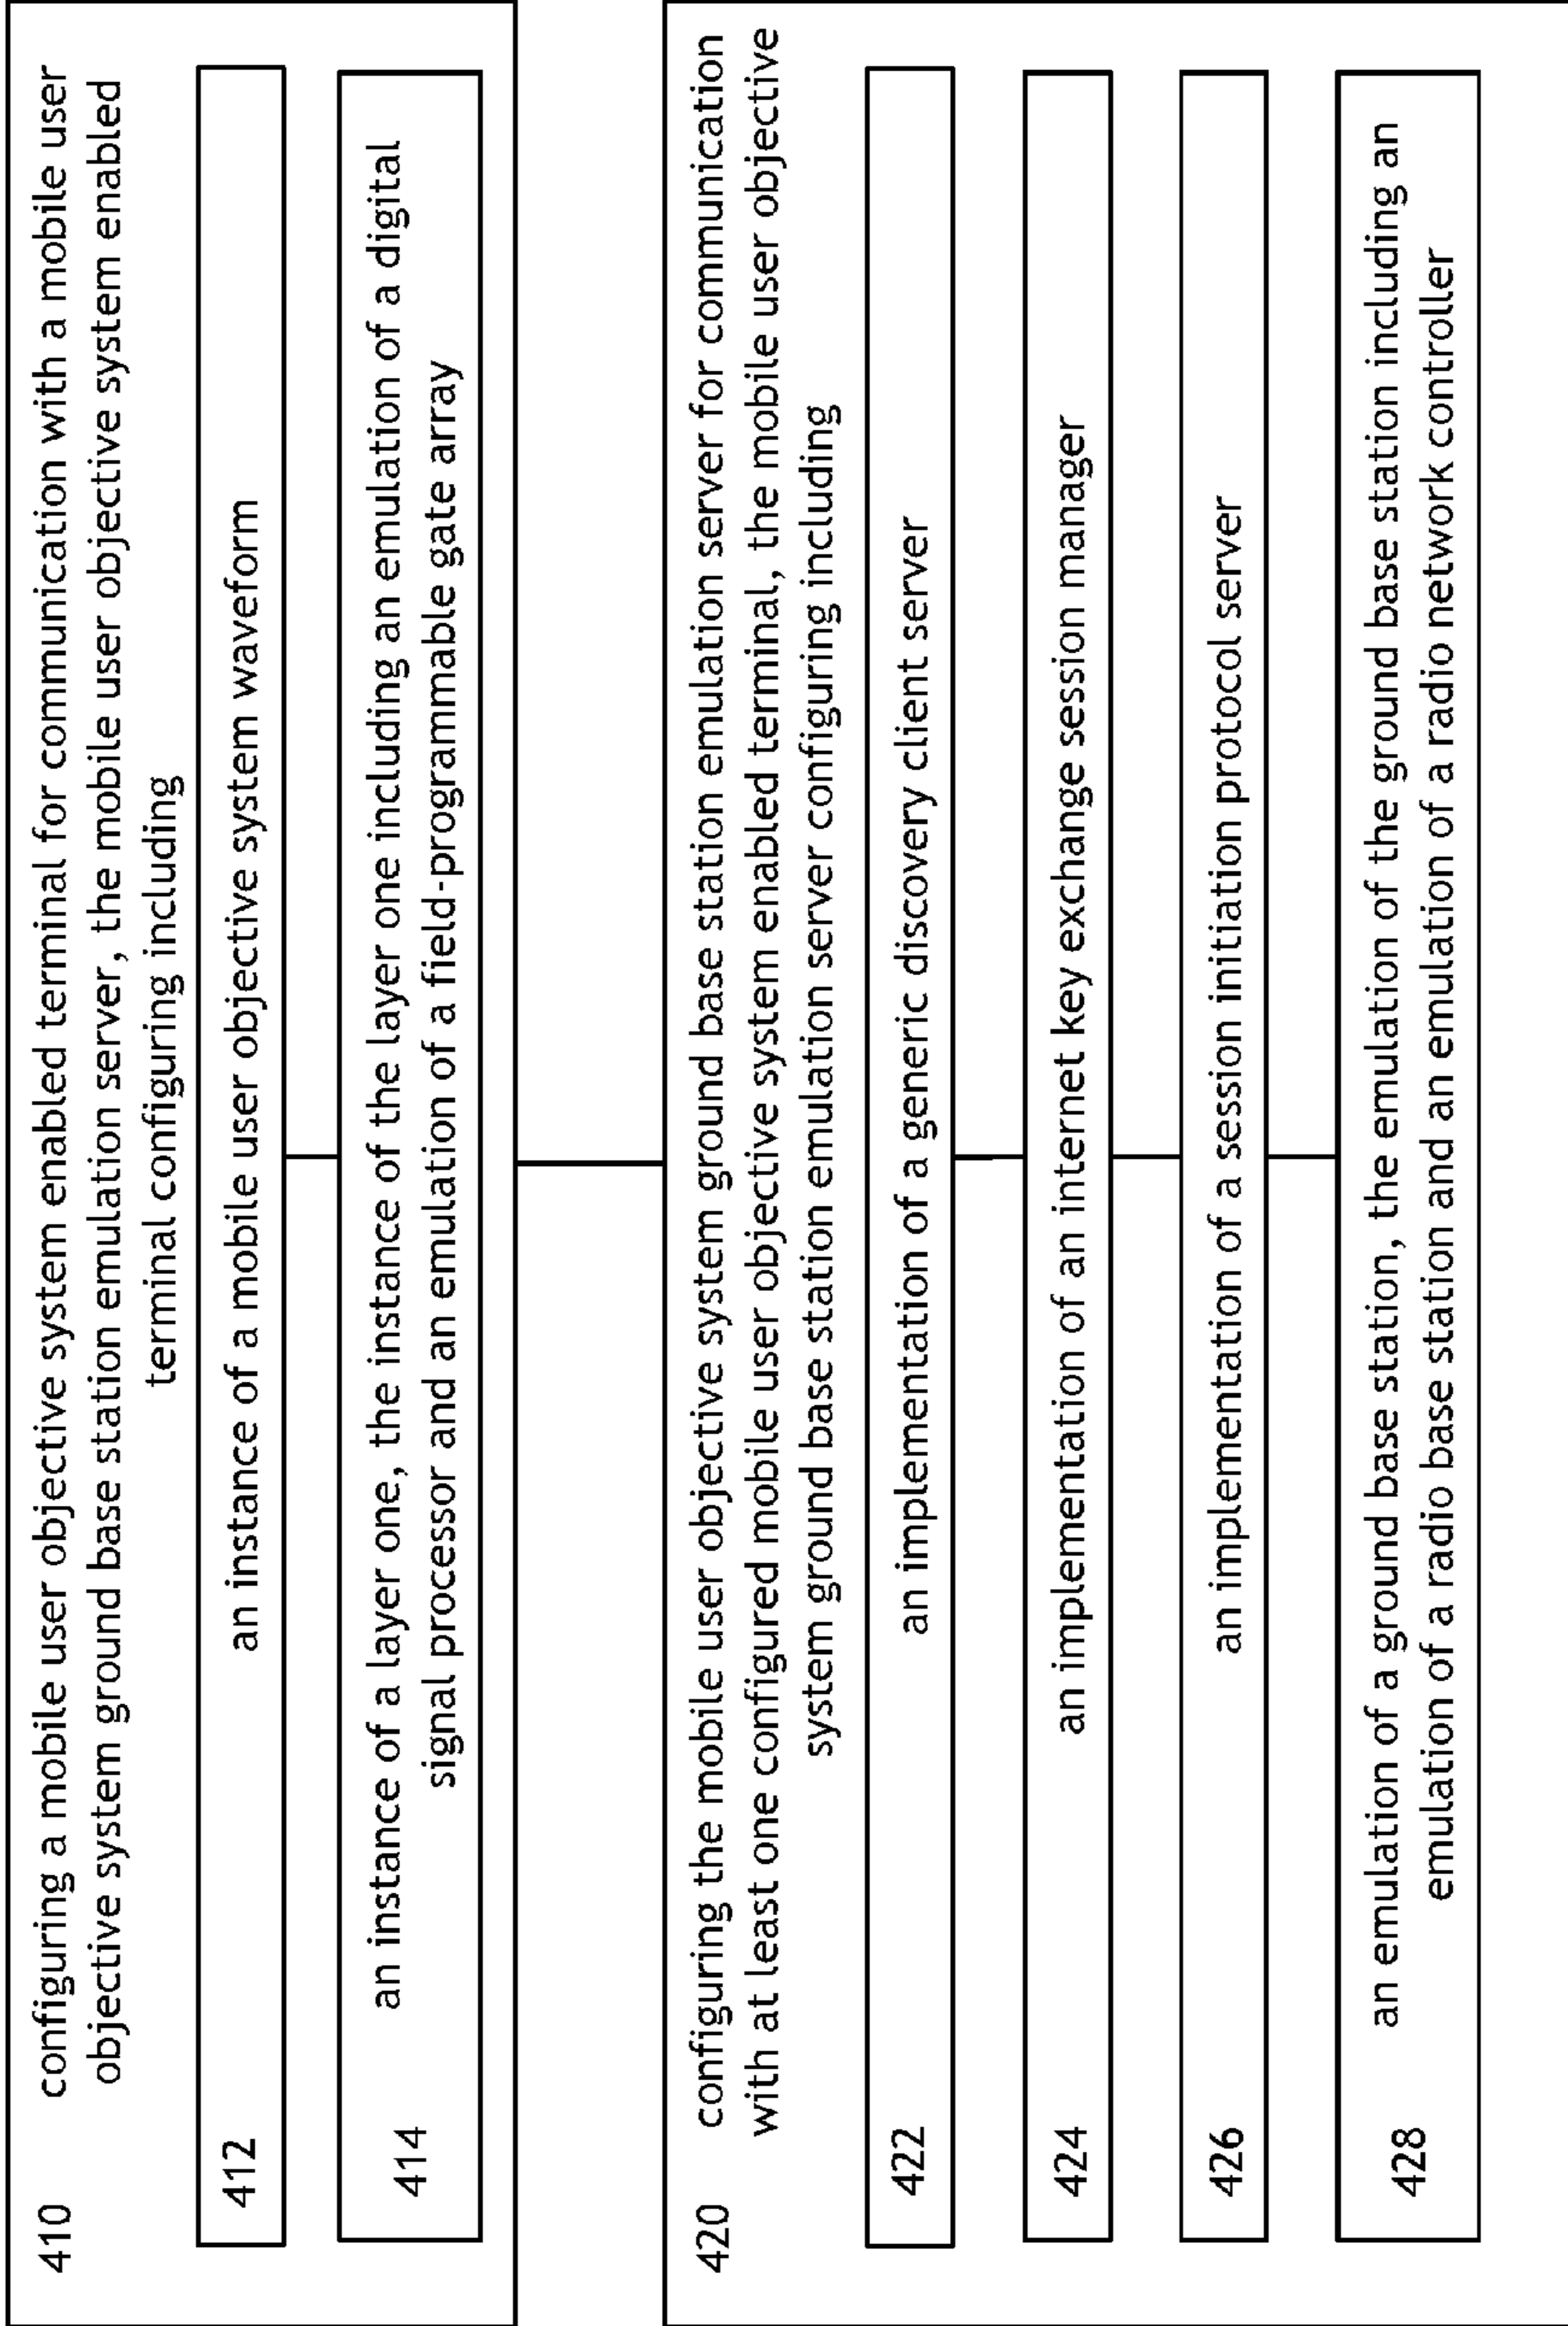 410 configuring a mobile user objective system enabled terminal for communication with a mobile user
objective system ground base station emulation server, the mobile user objective system enabled
terminal configuring including
412 an instance of a mobile user objective system waveform
414 an instance of a layer one, the instance of the layer one including an emulation of a digital
signal processor and an emulation of a field-programmable gate array
420 configuring the mobile user objective system ground base station emulation server for communication
with at least one configured mobile user objective system enabled terminal, the mobile user objective
system ground base station emulation server configuring including
422 an implementation of a generic discovery client server
424 an implementation of an internet key exchange session manager
426 an implementation of a session initiation protocol server
428 an emulation of a ground base station, the emulation of the ground base station including an
emulation of a radio base station and an emulation of a radio network controller